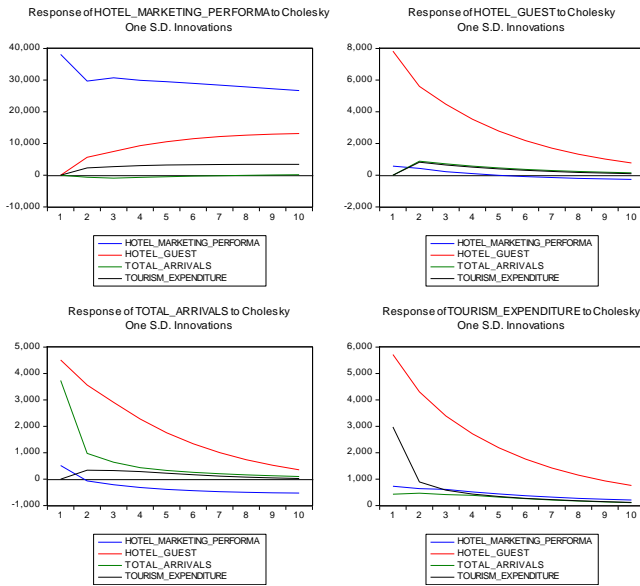 Response of HOTEL_MARKETING_PERFORMA to Cholesky
One S.D. Innovations
40,000
30,000
20,000
10,000
0
-10,000
1 2 3 4 5 6 7 8 9 10
HOTEL_MARKETING_PERFORMA
HOTEL_GUEST
TOTAL_ARRIVALS
TOURISM_EXPENDITURE
Response of HOTEL_GUEST to Cholesky
One S.D. Innovations
8,000
6,000
4,000
2,000
0
-2,000
1 2 3 4 5 6 7 8 9 10
HOTEL_MARKETING_PERFORMA
HOTEL_GUEST
TOTAL_ARRIVALS
TOURISM_EXPENDITURE
Response of TOTAL_ARRIVALS to Cholesky
One S.D. Innovations
5,000
4,000
3,000
2,000
1,000
0
-1,000
1 2 3 4 5 6 7 8 9 10
HOTEL_MARKETING_PERFORMA
HOTEL_GUEST
TOTAL_ARRIVALS
TOURISM_EXPENDITURE
Response of TOURISM_EXPENDITURE to Cholesky
One S.D. Innovations
6,000
5,000
4,000
3,000
2,000
1,000
0
1 2 3 4 5 6 7 8 9 10
HOTEL_MARKETING_PERFORMA
HOTEL_GUEST
TOTAL_ARRIVALS
TOURISM_EXPENDITURE